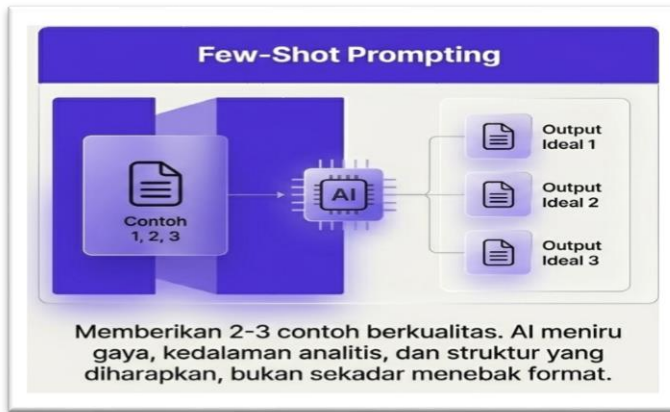 Few-Shot Prompting
Contoh
1, 2, 3
AI
Output
Ideal 1
Output
Ideal 2
Output
Ideal 3
Memberikan 2-3 contoh berkualitas. AI meniru
gaya, kedalaman analitis, dan struktur yang
diharapkan, bukan sekadar menebak format.